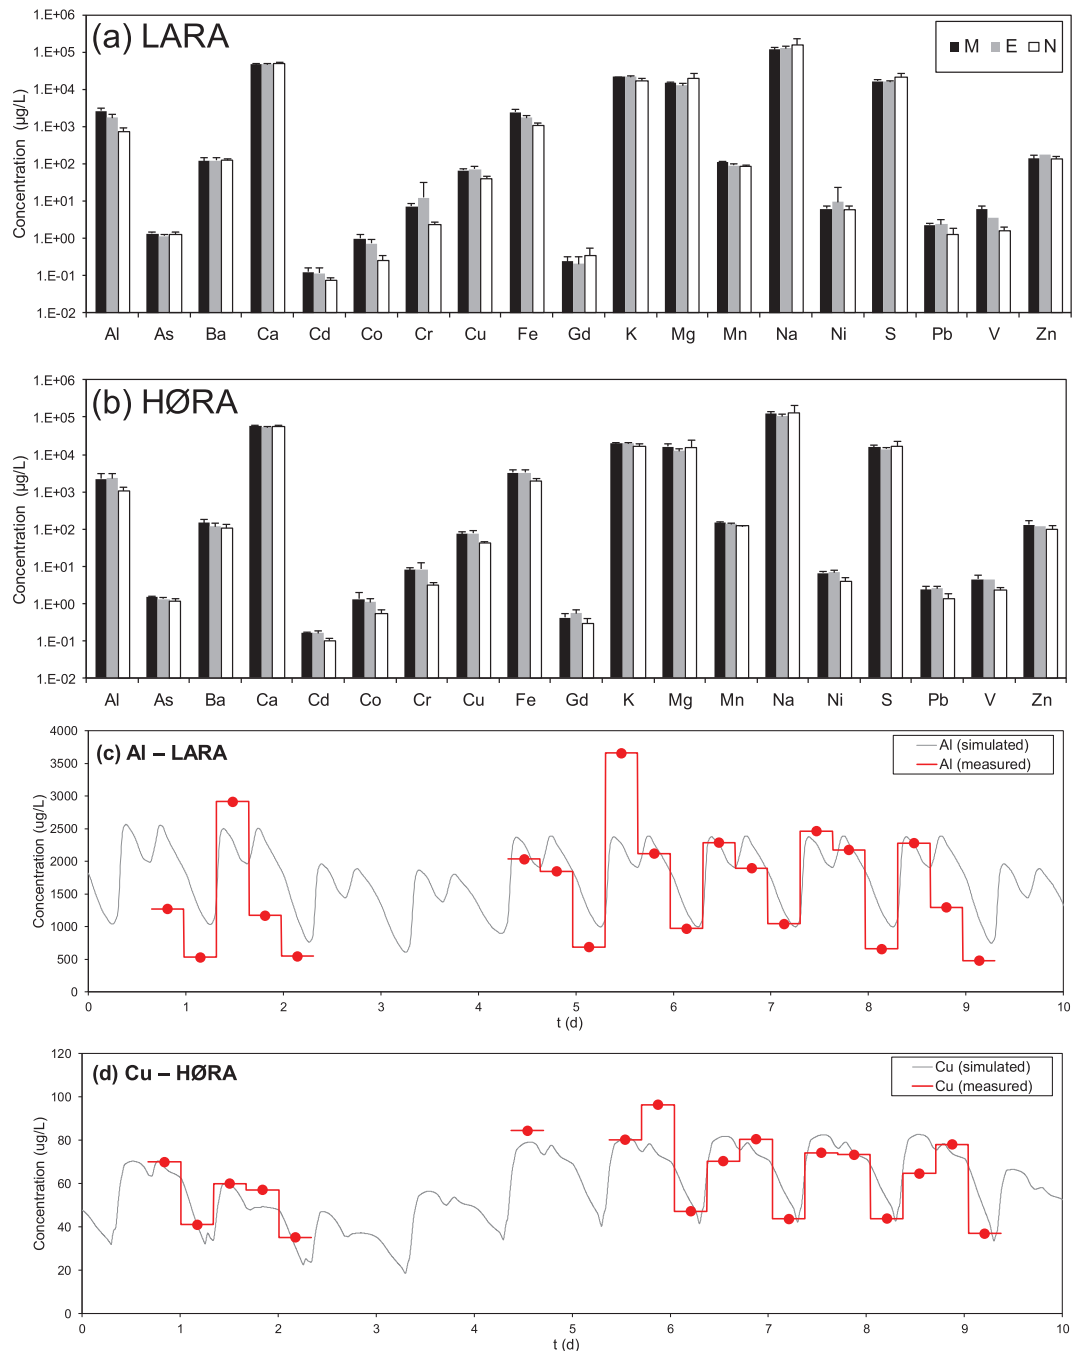 (a) LARA
M E N
Concentration (µg/L)
1.E+06
1.E+05
1.E+04
1.E+03
1.E+02
1.E+01
1.E+00
1.E-01
1.E-02
Al As Ba Ca Cd Co Cr Cu Fe Gd K Mg Mn Na Ni S Pb V Zn
(b) HØRA
Concentration (µg/L)
1.E+06
1.E+05
1.E+04
1.E+03
1.E+02
1.E+01
1.E+00
1.E-01
1.E-02
Al As Ba Ca Cd Co Cr Cu Fe Gd K Mg Mn Na Ni S Pb V Zn
(c) Al – LARA
Al (simulated)
Al (measured)
Concentration (ug/L)
4000
3500
3000
2500
2000
1500
1000
500
0
0 1 2 3 4 5 6 7 8 9 10
t (d)
(d) Cu – HØRA
Cu (simulated)
Cu (measured)
Concentration (ug/L)
120
100
80
60
40
20
0
0 1 2 3 4 5 6 7 8 9 10
t (d)